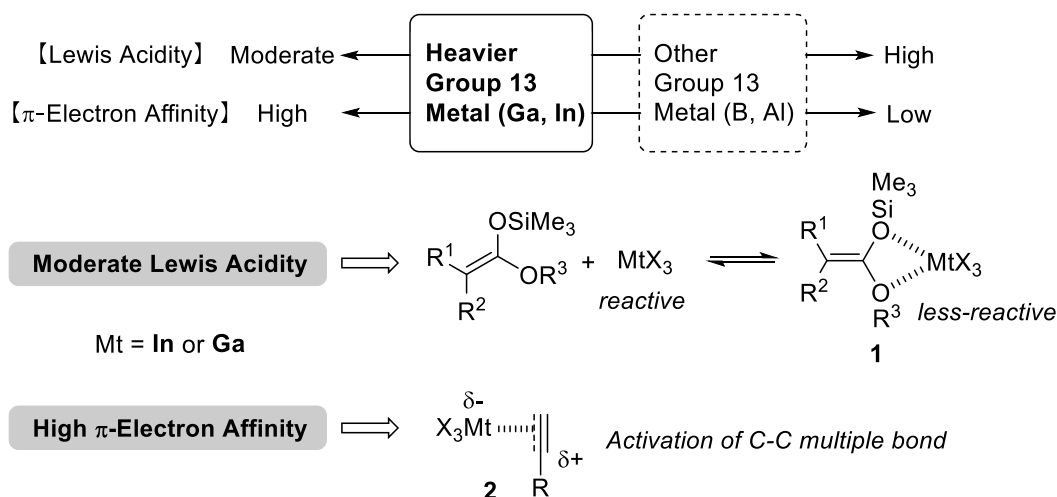 【Lewis Acidity】 Moderate
Heavier
Group 13
Metal (Ga, In)
Other
Group 13
Metal (B, Al)
High
【π-Electron Affinity】 High
Low
Moderate Lewis Acidity
OSiMe3
R1
OR3
R2
+
MtX3
reactive
Me3
Si
R1
O
MtX3
R2
O
R3
less-reactive
1
Mt = In or Ga
High π-Electron Affinity
δ-
X3Mt
δ+
R
2
Activation of C-C multiple bond